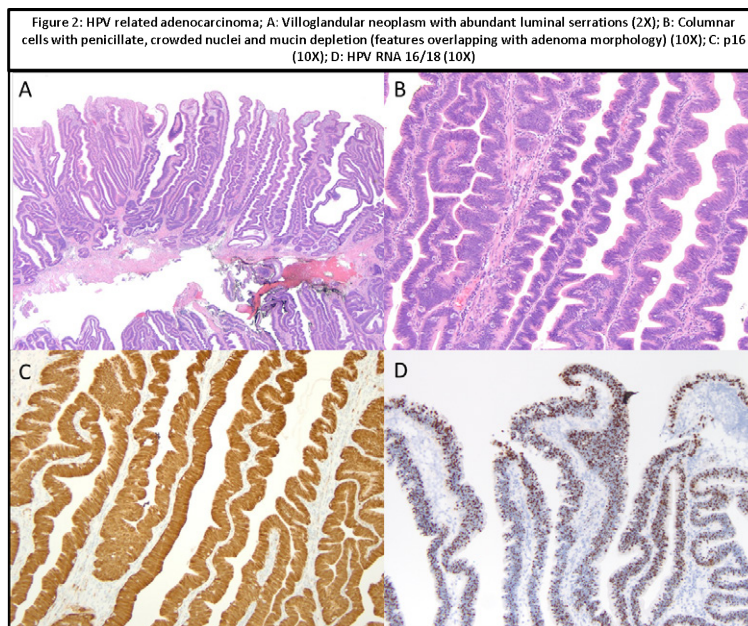 Figure 2: HPV related adenocarcinoma; A: Villoglandular neoplasm with abundant luminal serrations (2X); B: Columnar
cells with penicillate, crowded nuclei and mucin depletion (features overlapping with adenoma morphology) (10X); C: p16
(10X); D: HPV RNA 16/18 (10X)
A
B
C
D